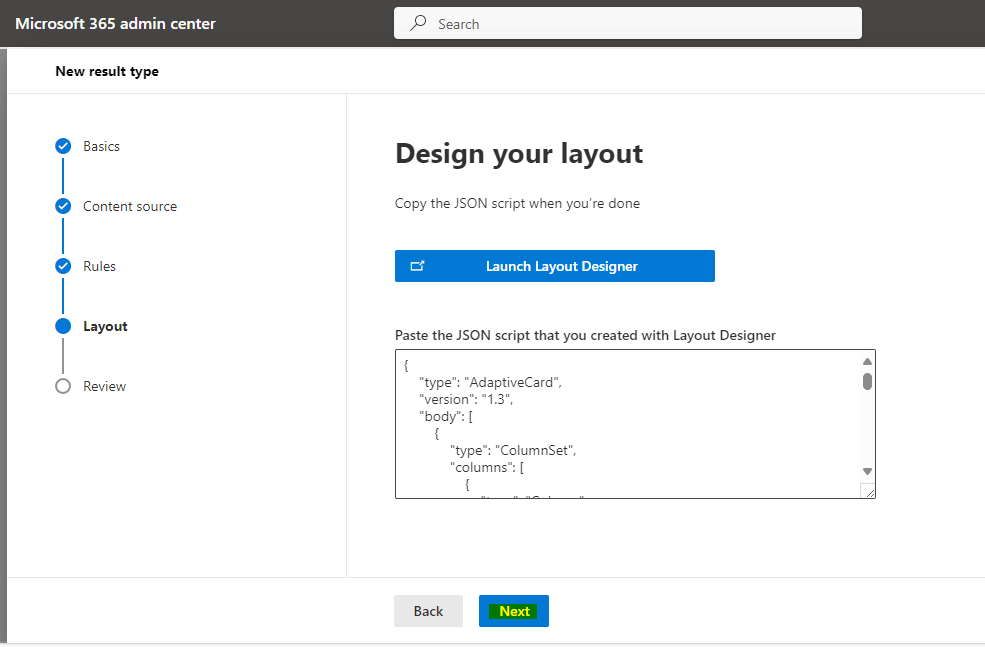 Microsoft 365 admin center
Search
New result type
Basics
Content source
Rules
Layout
Review
Design your layout
Copy the JSON script when you're done
Launch Layout Designer
Paste the JSON script that you created with Layout Designer
{
"type": "AdaptiveCard",
"version": "1.3",
"body": [
{
"type": "ColumnSet",
"columns": [
{
Back
Next